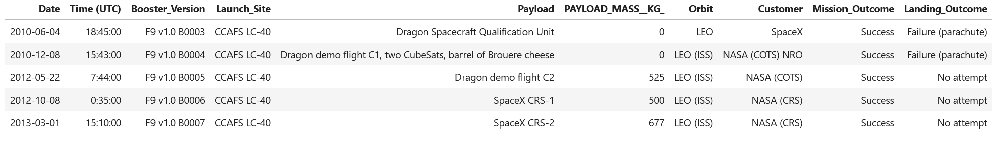 Date Time (UTC) Booster_Version Launch_Site Payload PAYLOAD_MASS__KG_ Orbit Customer Mission_Outcome Landing_Outcome
2010-06-04 18:45:00 F9 v1.0 B0003 CCAFS LC-40 Dragon Spacecraft Qualification Unit 0 LEO SpaceX Success Failure (parachute)
2010-12-08 15:43:00 F9 v1.0 B0004 CCAFS LC-40 Dragon demo flight C1, two CubeSats, barrel of Brouere cheese 0 LEO (ISS) NASA (COTS) NRO Success Failure (parachute)
2012-05-22 7:44:00 F9 v1.0 B0005 CCAFS LC-40 Dragon demo flight C2 525 LEO (ISS) NASA (COTS) Success No attempt
2012-10-08 0:35:00 F9 v1.0 B0006 CCAFS LC-40 SpaceX CRS-1 500 LEO (ISS) NASA (CRS) Success No attempt
2013-03-01 15:10:00 F9 v1.0 B0007 CCAFS LC-40 SpaceX CRS-2 677 LEO (ISS) NASA (CRS) Success No attempt